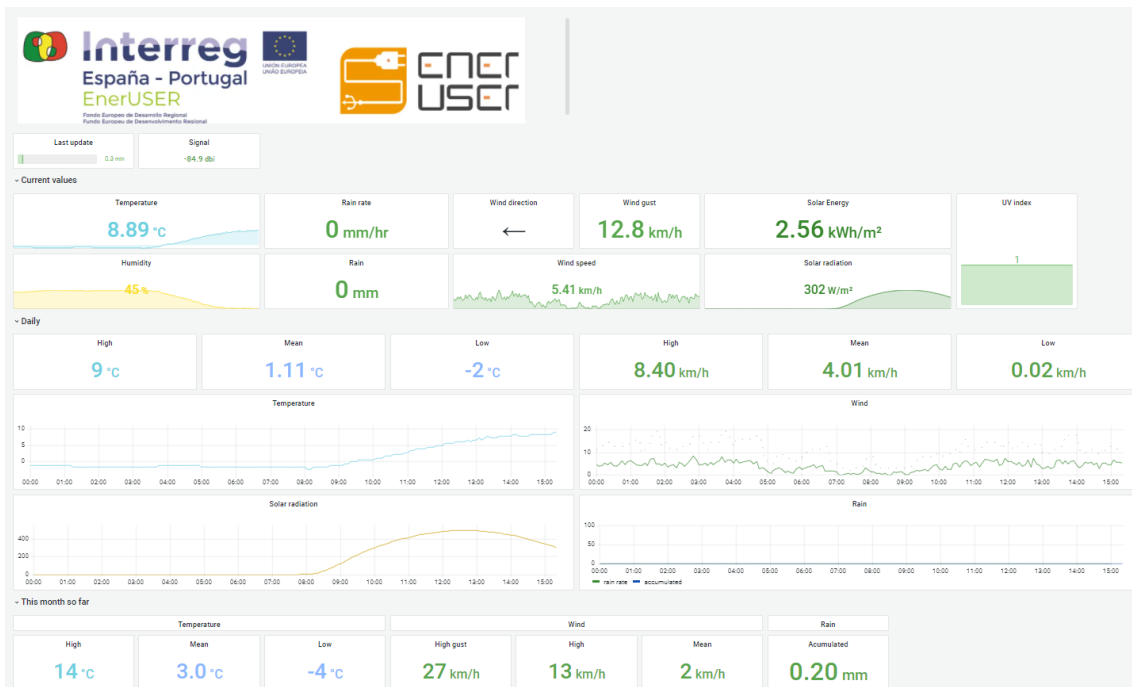 Interreg
España - Portugal
EnerUSER
Fondo Europeo de Desarrollo Regional
Fundo Europeu de Desenvolvimento Regional
UNIÓN EUROPEA
UNIÃO EUROPEIA
ENER
USER
Last update
0.3 min
Signal
-84.9 dbi
Current values
Temperature
8.89 °C
Rain rate
0 mm/hr
Wind direction
←
Wind gust
12.8 km/h
Solar Energy
2.56 kWh/m²
UV index
1
Humidity
45 %
Rain
0 mm
Wind speed
5.41 km/h
Solar radiation
302 W/m²
Daily
High
9 °C
Mean
1.11 °C
Low
-2 °C
High
8.40 km/h
Mean
4.01 km/h
Low
0.02 km/h
Temperature
10
5
0
00:00 01:00 02:00 03:00 04:00 05:00 06:00 07:00 08:00 09:00 10:00 11:00 12:00 13:00 14:00 15:00
Wind
20
10
0
00:00 01:00 02:00 03:00 04:00 05:00 06:00 07:00 08:00 09:00 10:00 11:00 12:00 13:00 14:00 15:00
Solar radiation
400
200
0
00:00 01:00 02:00 03:00 04:00 05:00 06:00 07:00 08:00 09:00 10:00 11:00 12:00 13:00 14:00 15:00
Rain
100
50
0
00:00 01:00 02:00 03:00 04:00 05:00 06:00 07:00 08:00 09:00 10:00 11:00 12:00 13:00 14:00 15:00
rain rate accumulated
This month so far
Temperature
Wind
Rain
High
14 °C
Mean
3.0 °C
Low
-4 °C
High gust
27 km/h
High
13 km/h
Mean
2 km/h
Acumulated
0.20 mm